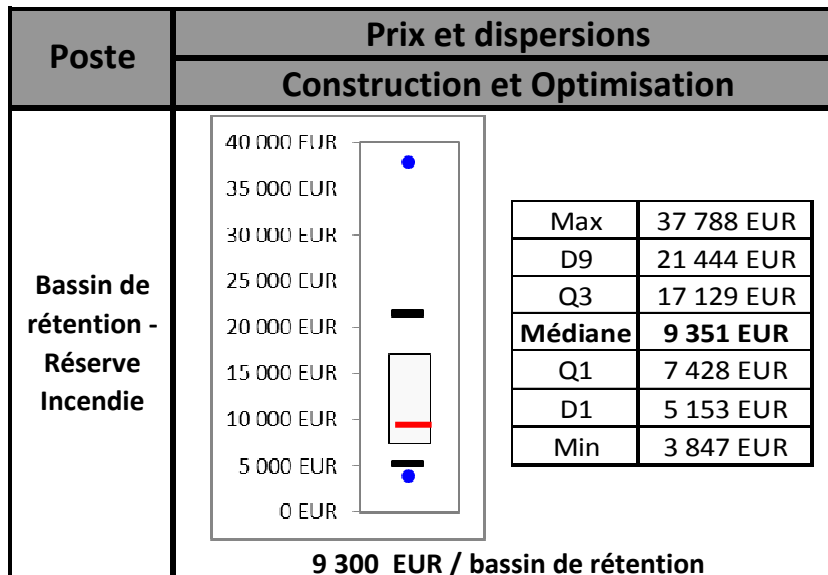 Poste
Prix et dispersions
Construction et Optimisation
Bassin de
rétention -
Réserve
Incendie
40 000 EUR
35 000 EUR
30 000 EUR
25 000 EUR
20 000 EUR
15 000 EUR
10 000 EUR
5 000 EUR
0 EUR
Max 37 788 EUR
D9 21 444 EUR
Q3 17 129 EUR
Médiane 9 351 EUR
Q1 7 428 EUR
D1 5 153 EUR
Min 3 847 EUR
9 300 EUR / bassin de rétention